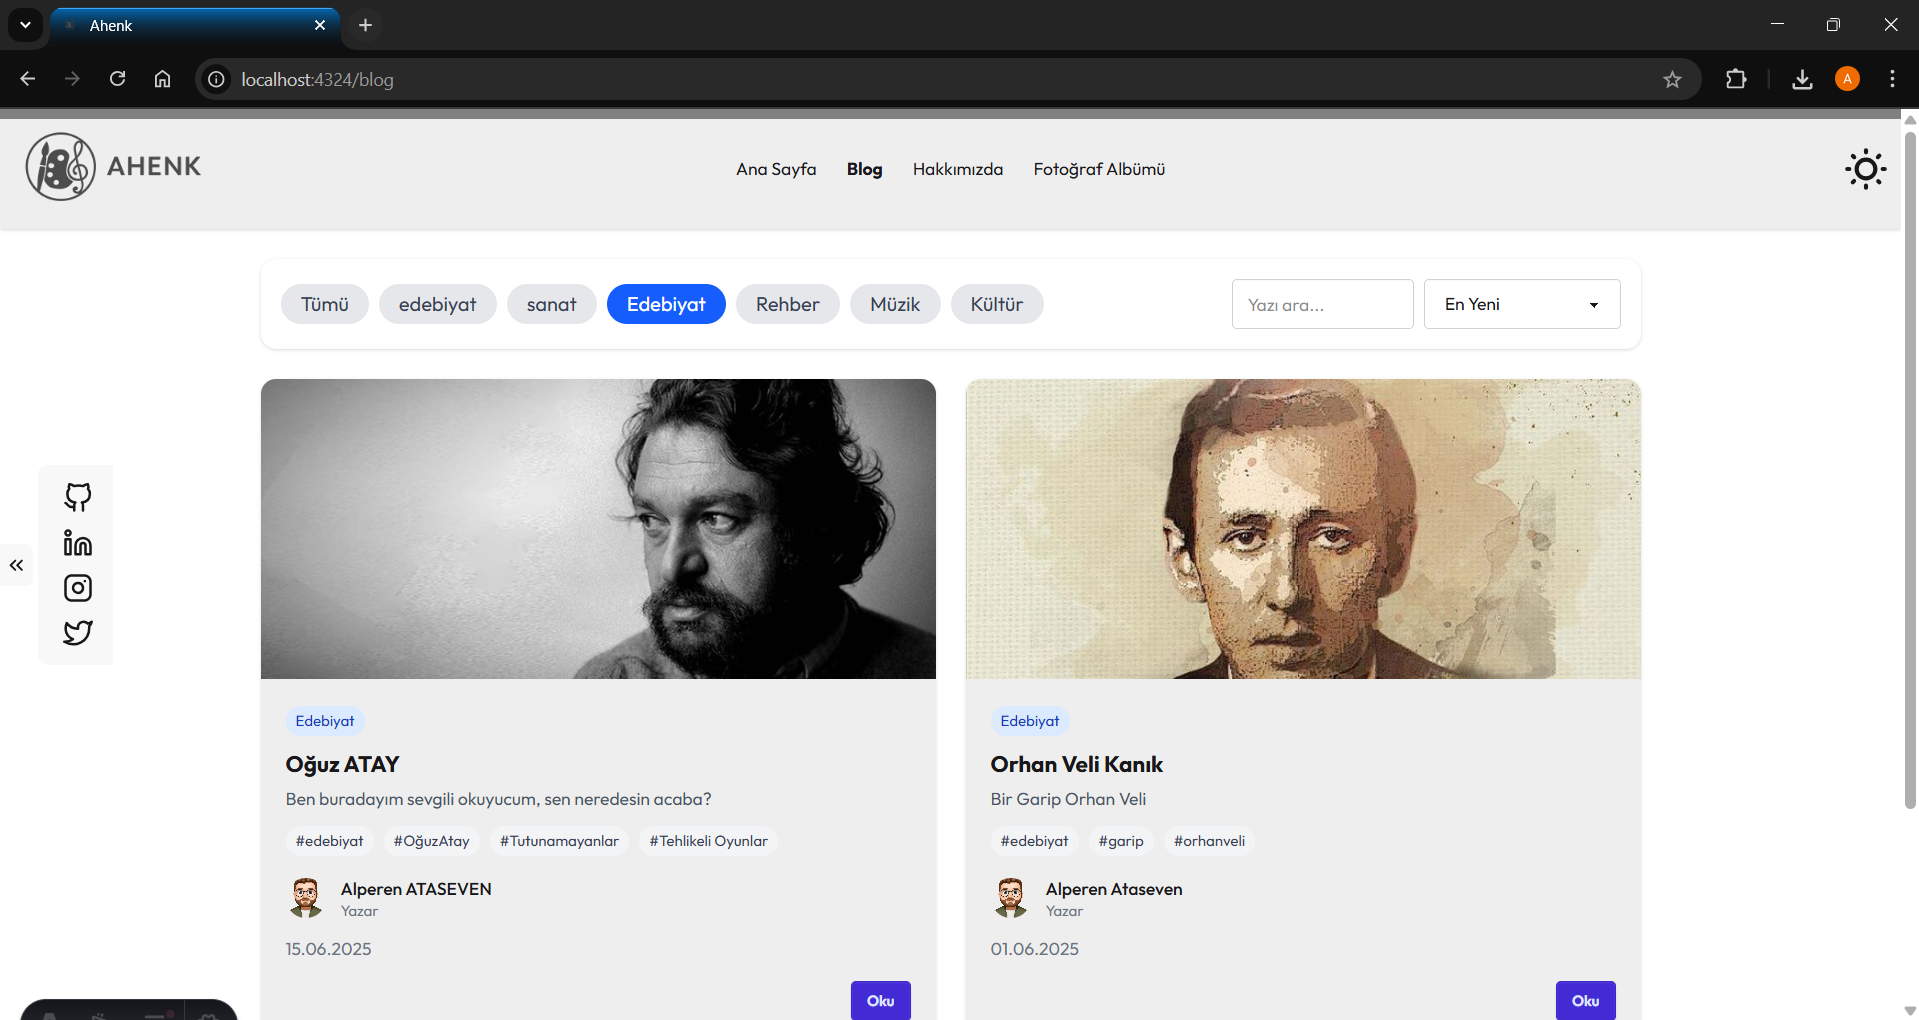 Ahenk
localhost:4324/blog
A
AHENK
Ana Sayfa Blog Hakkımızda Fotoğraf Albümü
Tümü edebiyat sanat Edebiyat Rehber Müzik Kültür Yazı ara... En Yeni
Edebiyat
Oğuz ATAY
Ben buradayım sevgili okuyucum, sen neredesin acaba?
#edebiyat #OğuzAtay #Tutunamayanlar #Tehlikeli Oyunlar
Alperen ATASEVEN
Yazar
15.06.2025
Oku
Edebiyat
Orhan Veli Kanık
Bir Garip Orhan Veli
#edebiyat #garip #orhanveli
Alperen Ataseven
Yazar
01.06.2025
Oku